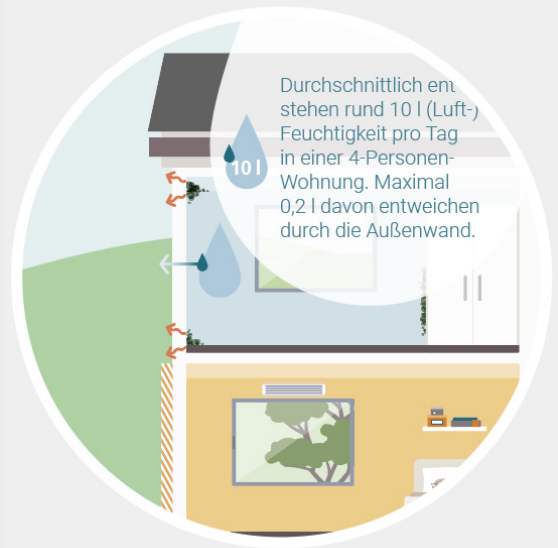 Durchschnittlich ent-
stehen rund 10 l (Luft-)
Feuchtigkeit pro Tag
in einer 4-Personen-
Wohnung. Maximal
0,2 l davon entweichen
durch die Außenwand.
10 l